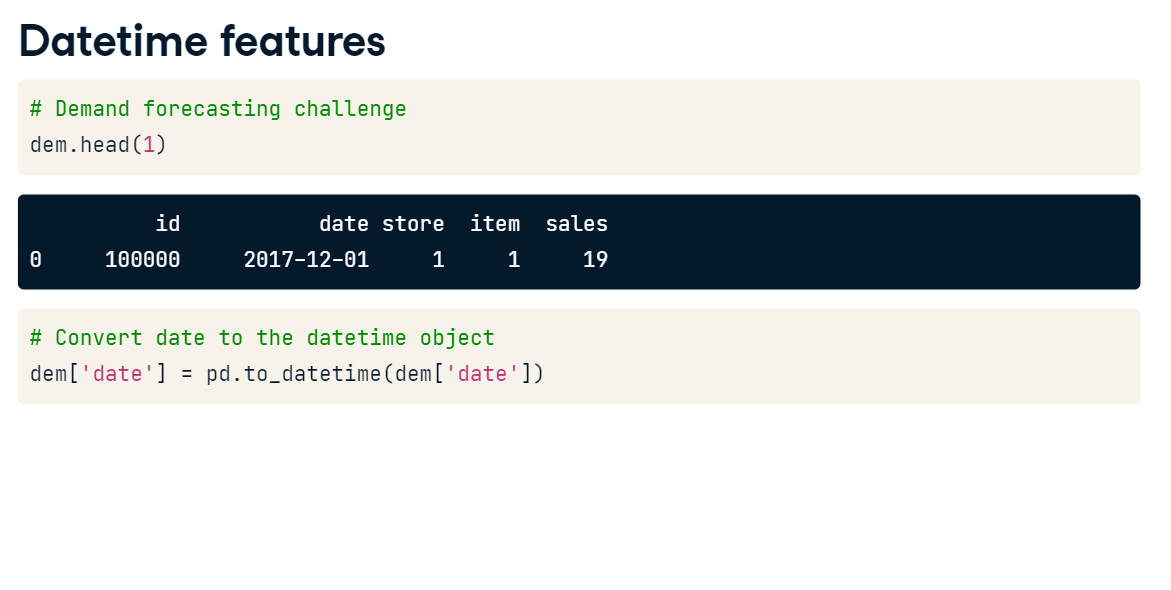 Datetime features
# Demand forecasting challenge
dem.head(1)
id date store item sales
0 100000 2017-12-01 1 1 19
# Convert date to the datetime object
dem['date'] = pd.to_datetime(dem['date'])